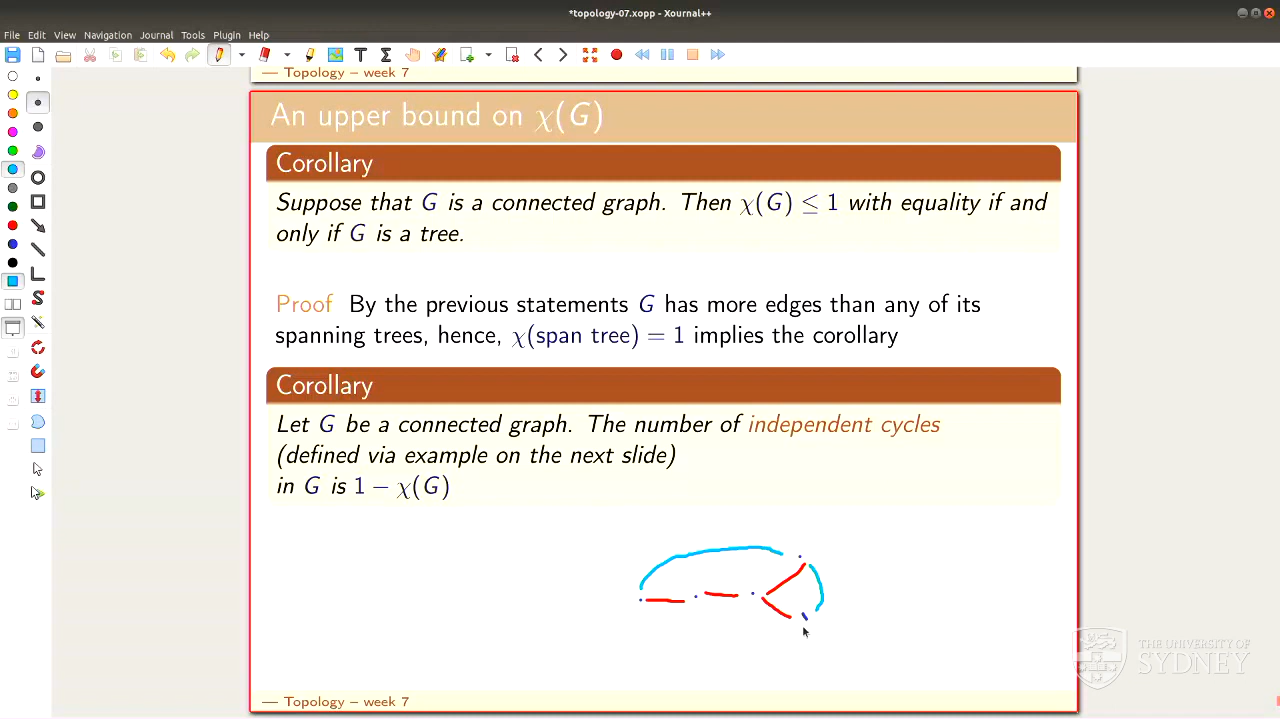 *topology-07.xopp - Xournal++
File Edit View Navigation Journal Tools Plugin Help
— Topology – week 7
An upper bound on χ(G)
Corollary
Suppose that G is a connected graph. Then χ(G) ≤ 1 with equality if and
only if G is a tree.
Proof By the previous statements G has more edges than any of its
spanning trees, hence, χ(span tree) = 1 implies the corollary
Corollary
Let G be a connected graph. The number of independent cycles
(defined via example on the next slide)
in G is 1 − χ(G)
THE UNIVERSITY OF
SYDNEY
— Topology – week 7